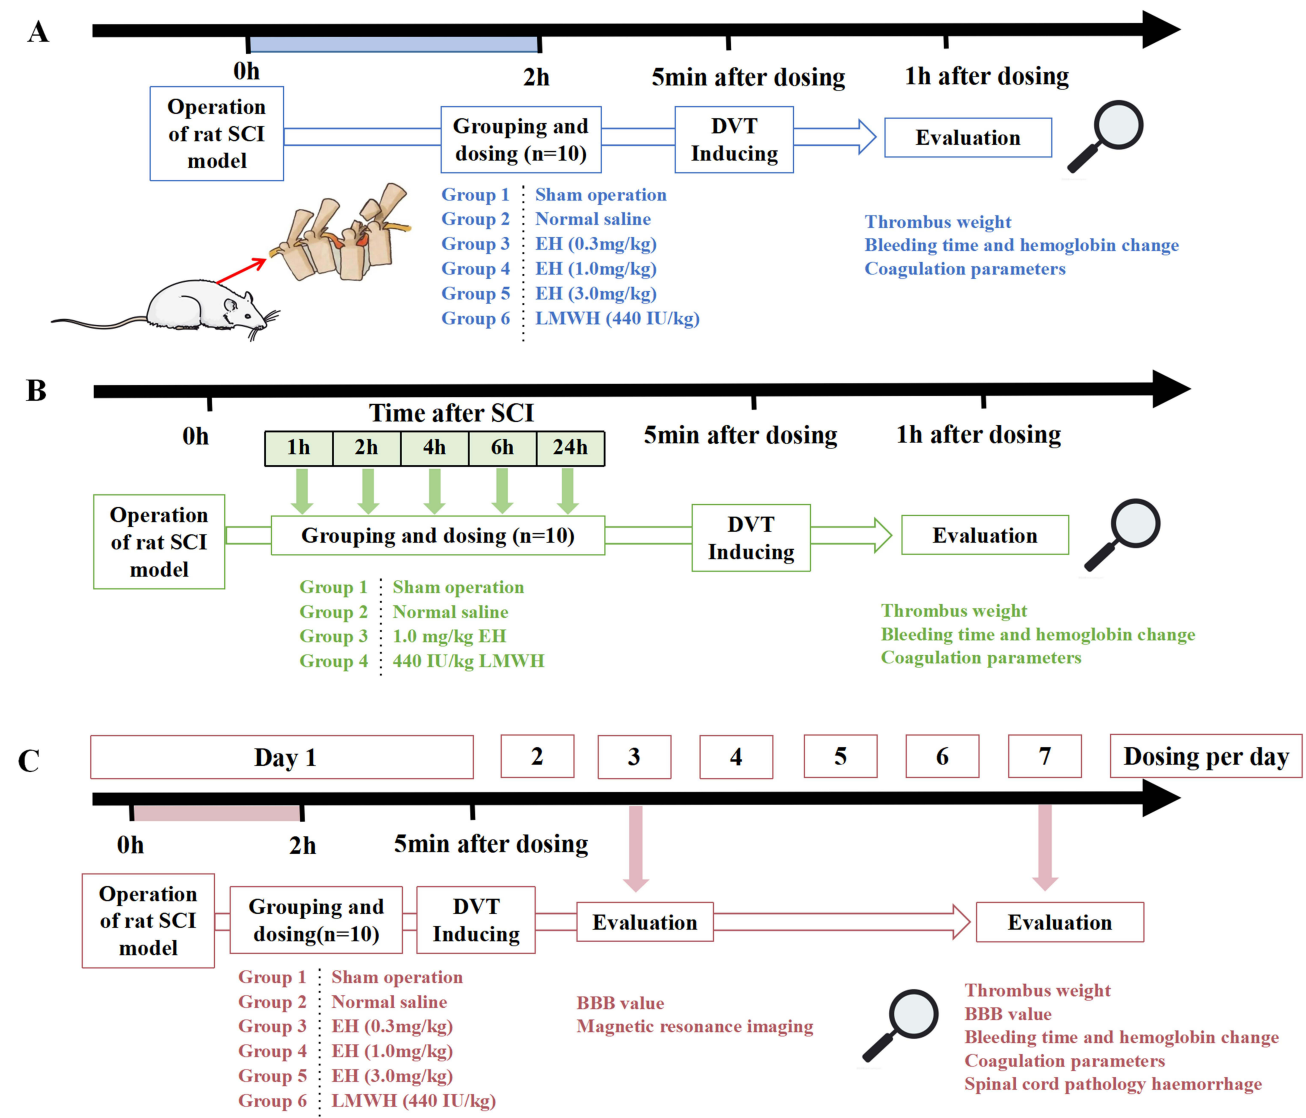 A
0h
2h
5min after dosing
1h after dosing
Operation
of rat SCI
model
Grouping and
dosing (n=10)
DVT
Inducing
Evaluation
Group 1 Sham operation
Group 2 Normal saline
Group 3 EH (0.3mg/kg)
Group 4 EH (1.0mg/kg)
Group 5 EH (3.0mg/kg)
Group 6 LMWH (440 IU/kg)
Thrombus weight
Bleeding time and hemoglobin change
Coagulation parameters
B
0h
Time after SCI
1h 2h 4h 6h 24h
5min after dosing
1h after dosing
Operation
of rat SCI
model
Grouping and dosing (n=10)
DVT
Inducing
Evaluation
Group 1 Sham operation
Group 2 Normal saline
Group 3 1.0 mg/kg EH
Group 4 440 IU/kg LMWH
Thrombus weight
Bleeding time and hemoglobin change
Coagulation parameters
C
Day 1 2 3 4 5 6 7 Dosing per day
0h
2h
5min after dosing
Operation
of rat SCI
model
Grouping and
dosing(n=10)
DVT
Inducing
Evaluation
Evaluation
Group 1 Sham operation
Group 2 Normal saline
Group 3 EH (0.3mg/kg)
Group 4 EH (1.0mg/kg)
Group 5 EH (3.0mg/kg)
Group 6 LMWH (440 IU/kg)
BBB value
Magnetic resonance imaging
Thrombus weight
BBB value
Bleeding time and hemoglobin change
Coagulation parameters
Spinal cord pathology haemorrhage